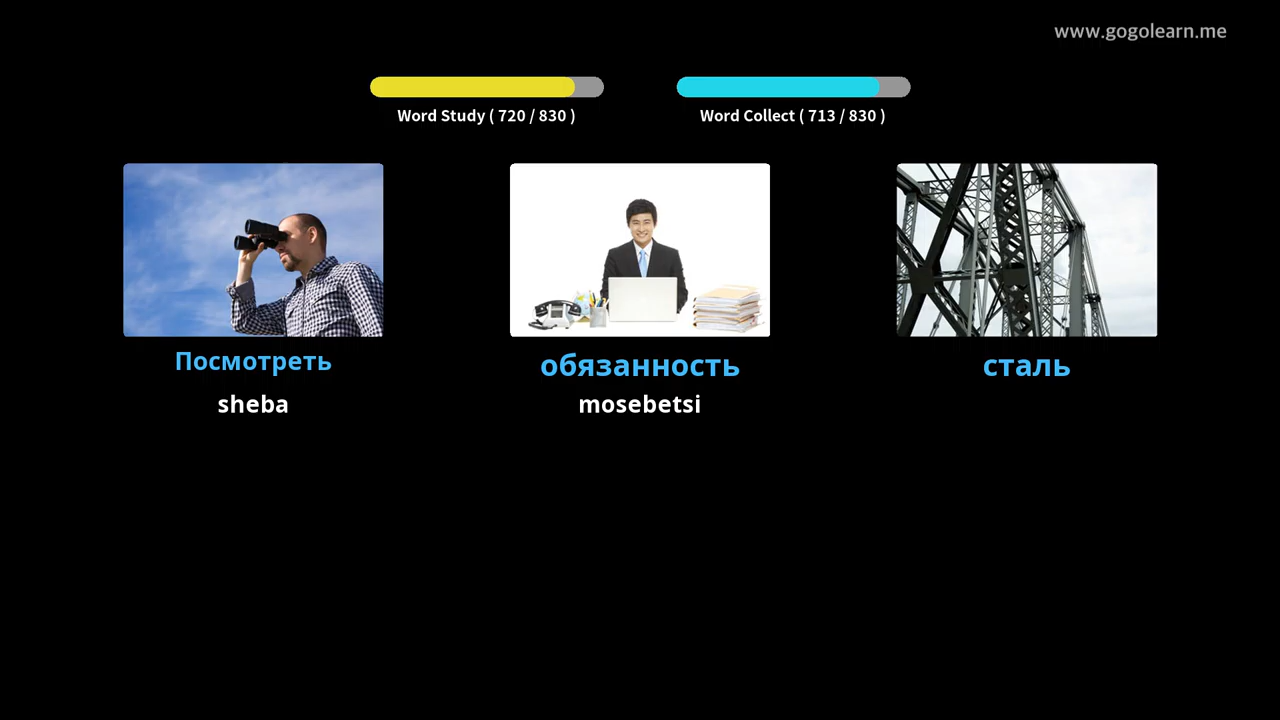 www.gogolearn.me
Word Study ( 720 / 830 )
Word Collect ( 713 / 830 )
Посмотреть
обязанность
сталь
sheba
mosebetsi